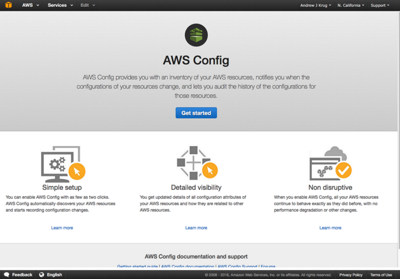 AWS Services Edit Andrew J Krug N. California Support
AWS Config
AWS Config provides you with an inventory of your AWS resources, notifies you when the
configurations of your resources change, and lets you audit the history of the configurations for
those resources.
Get started
Simple setup
You can enable AWS Config with as few as two clicks.
AWS Config automatically discovers your AWS resources
and starts recording configuration changes.
Learn more
Detailed visibility
You get updated details of all configuration attributes
of your AWS resources and how they are related to other
AWS resources.
Learn more
Non disruptive
When you enable AWS Config, all your AWS resources
continue to behave exactly as they did before, with no
performance degradation or other changes.
Learn more
AWS Config documentation and support
Feedback English © 2008 - 2016, Amazon Web Services, Inc. or its affiliates. All rights reserved. Privacy Policy Terms of Use